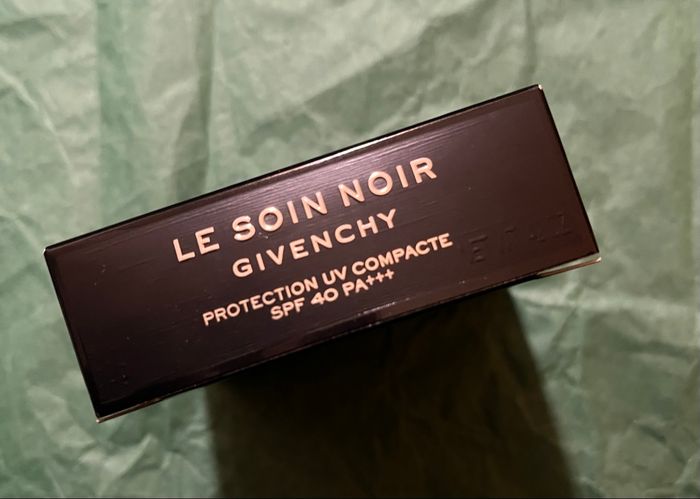 LE SOIN NOIR
GIVENCHY
PROTECTION UV COMPACTE
SPF 40 PA+++